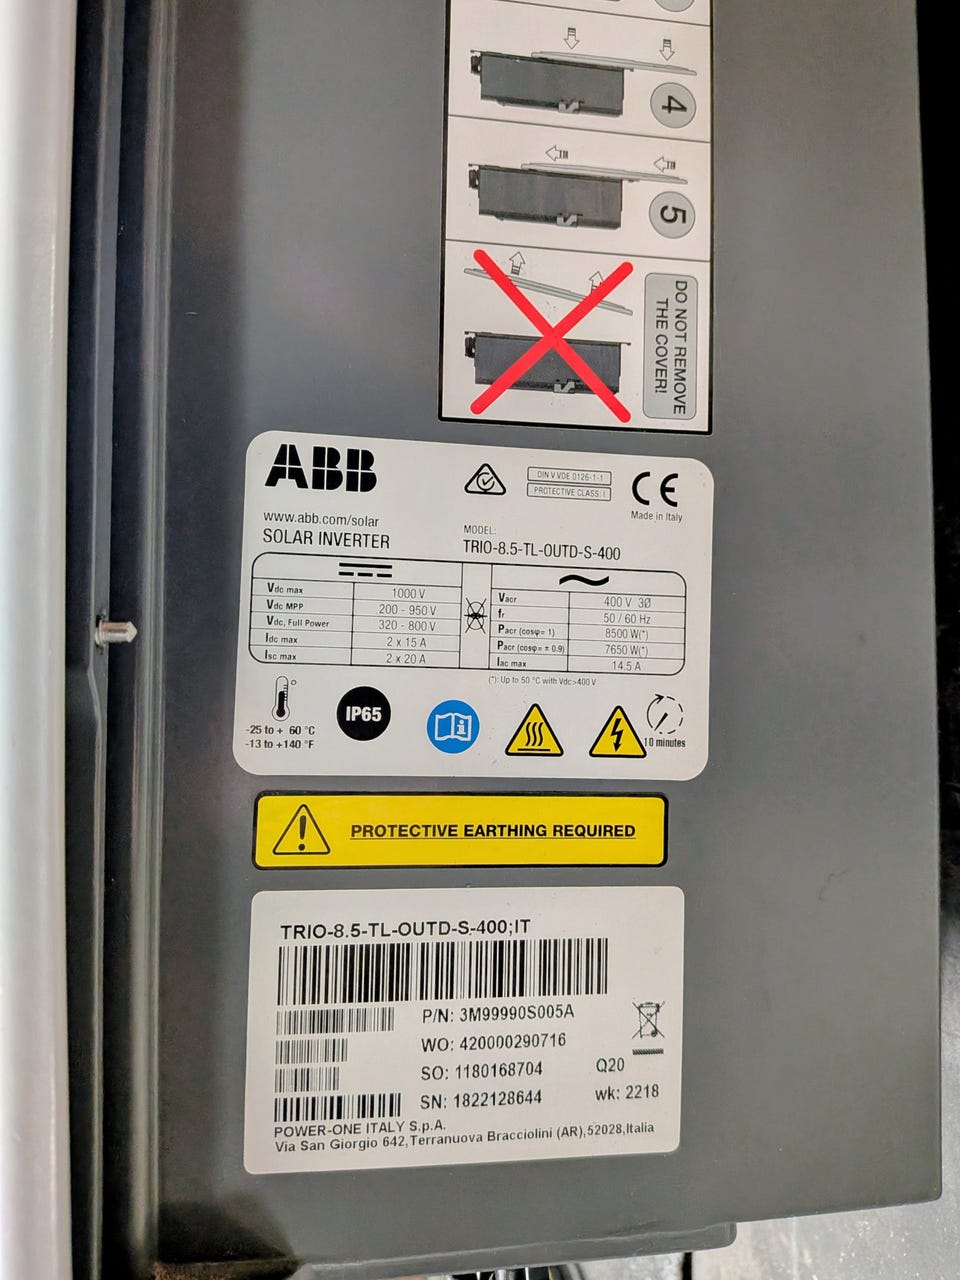 4
5
DO NOT REMOVE
THE COVER!
ABB
DIN V VDE 0126-1-1
PROTECTIVE CLASS: I
CE
Made in Italy
www.abb.com/solar
SOLAR INVERTER
MODEL:
TRIO-8.5-TL-OUTD-S-400
Vdc max 1000 V
Vdc MPP 200 - 950 V
Vdc, Full Power 320 - 800 V
Idc max 2 x 15 A
Isc max 2 x 20 A
Vacr 400 V 3Ø
fr 50 / 60 Hz
Pacr (cosφ= 1) 8500 W(*)
Pacr (cosφ= ± 0.9) 7650 W(*)
Iac max 14.5 A
(*): Up to 50 °C with Vdc>400 V
-25 to + 60 °C
-13 to +140 °F
IP65
10 minutes
PROTECTIVE EARTHING REQUIRED
TRIO-8.5-TL-OUTD-S-400;IT
P/N: 3M99990S005A
WO: 420000290716
SO: 1180168704
Q20
SN: 1822128644
wk: 2218
POWER-ONE ITALY S.p.A.
Via San Giorgio 642,Terranuova Bracciolini (AR),52028,Italia